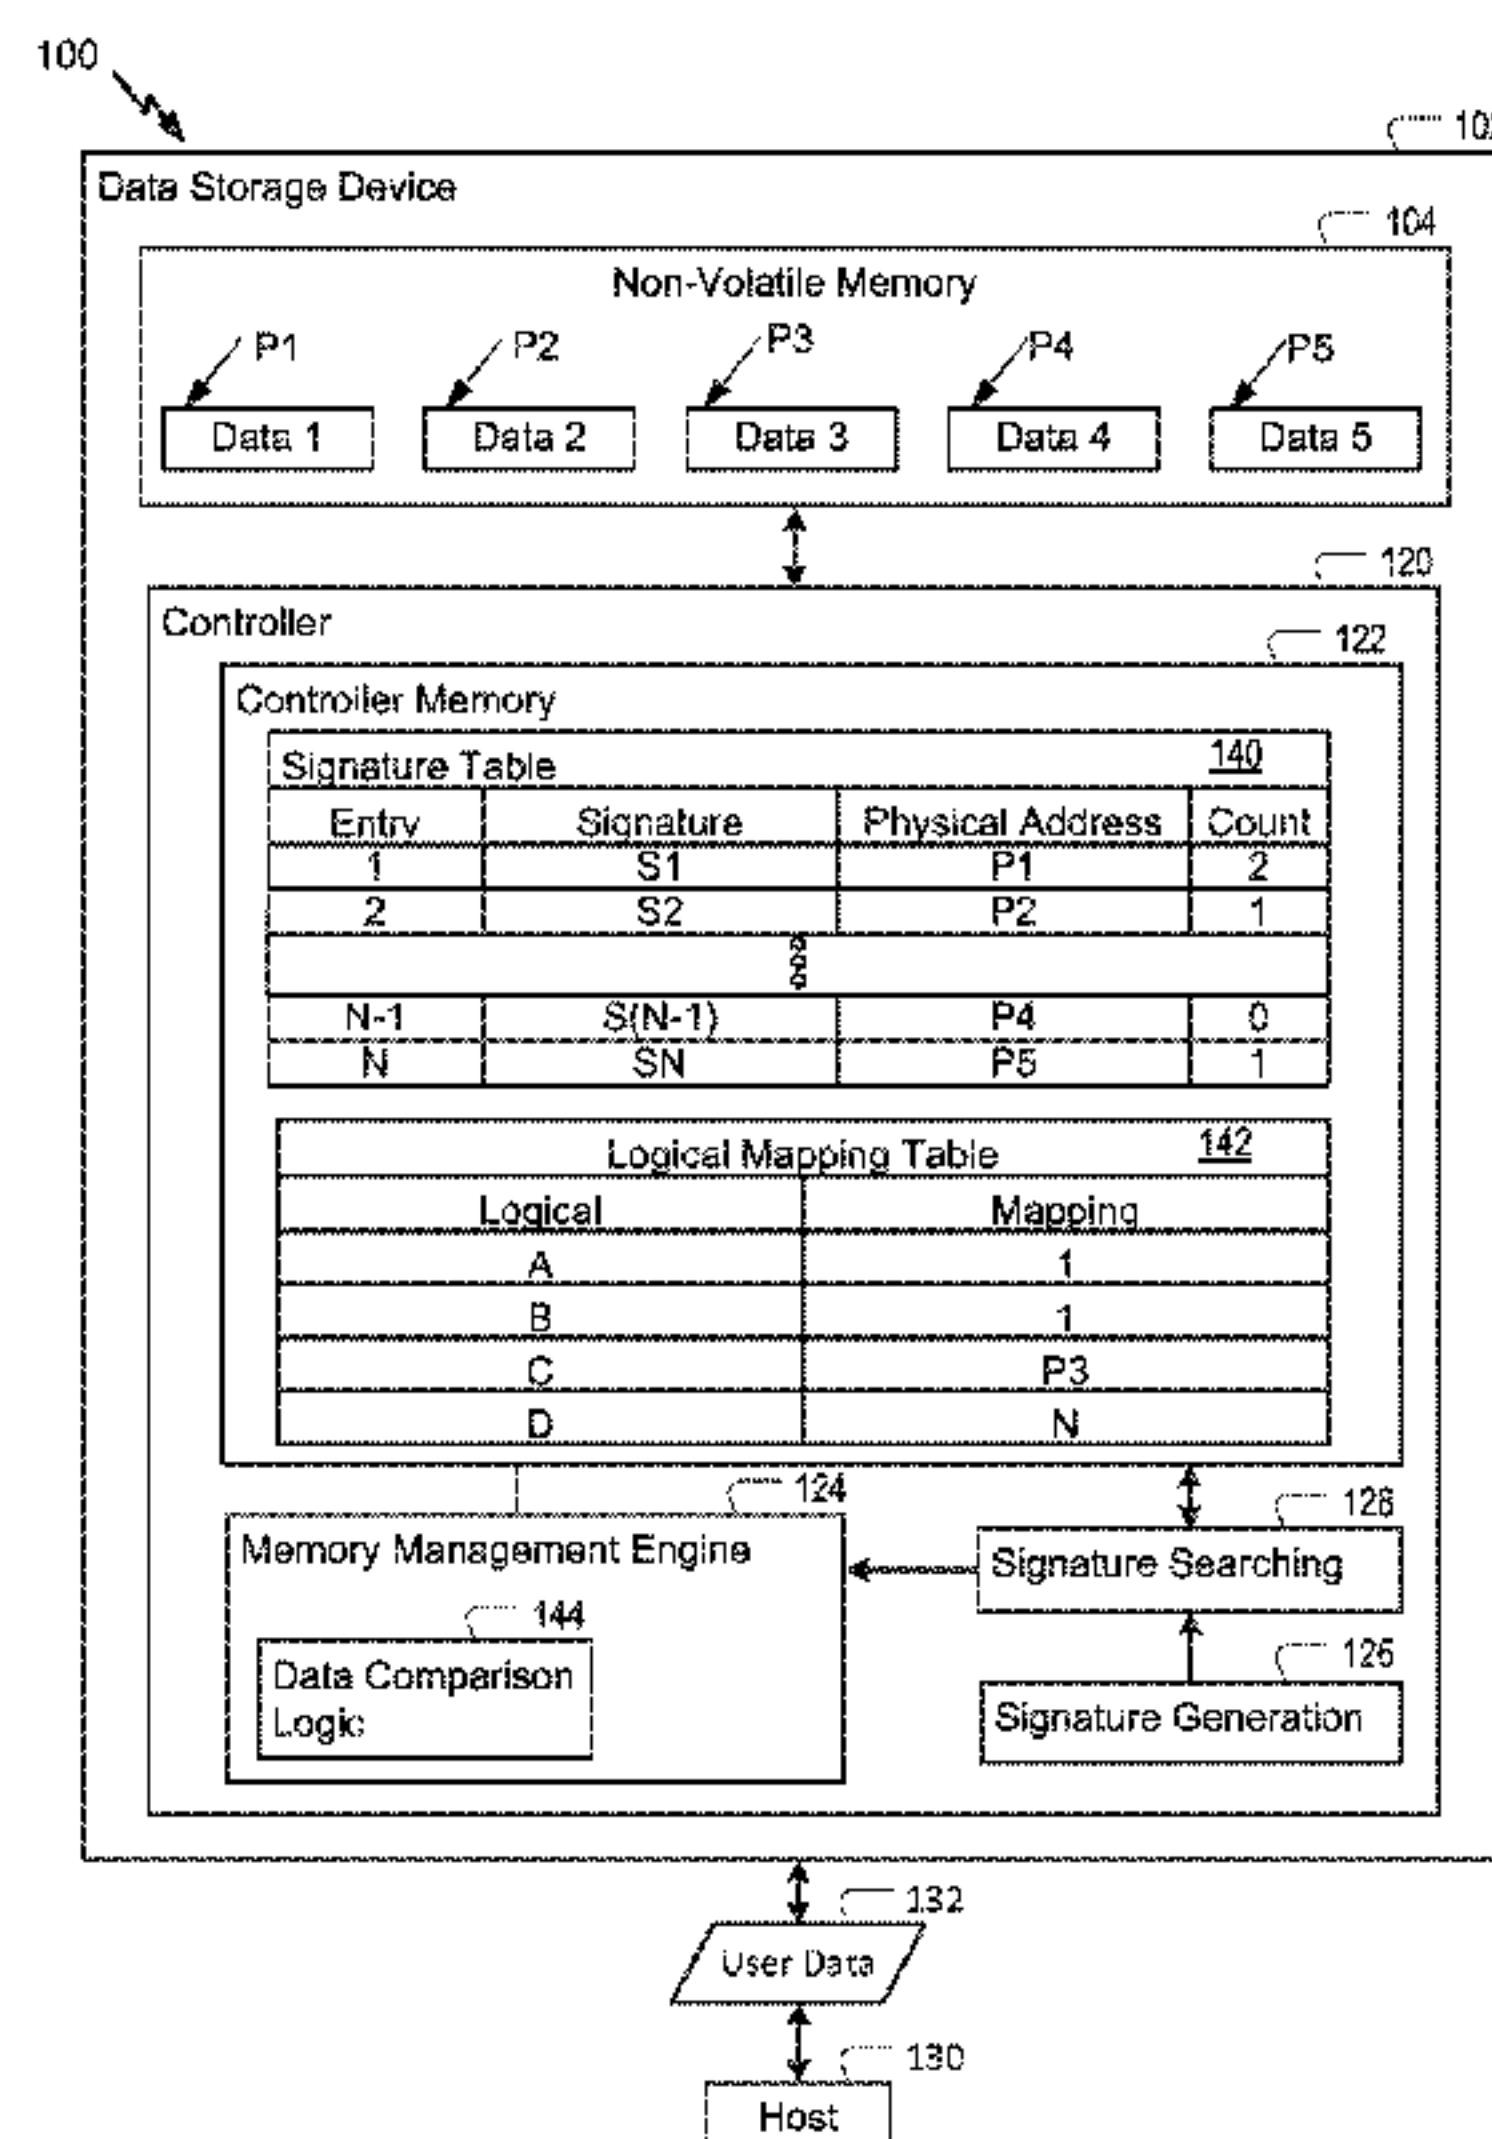 100
Data Storage Device
104
Non-Volatile Memory
P1 P2 P3 P4 P5
Data 1 Data 2 Data 3 Data 4 Data 5
120
Controller
122
Controller Memory
Signature Table 140
Entry Signature Physical Address Count
1 S1 P1 2
2 S2 P2 1
N-1 S(N-1) P4 0
N SN P5 1
Logical Mapping Table 142
Logical Mapping
A 1
B 1
C P3
D N
124
Memory Management Engine
Signature Searching
144
Data Comparison
Logic
Signature Generation
132
User Data
130
Host